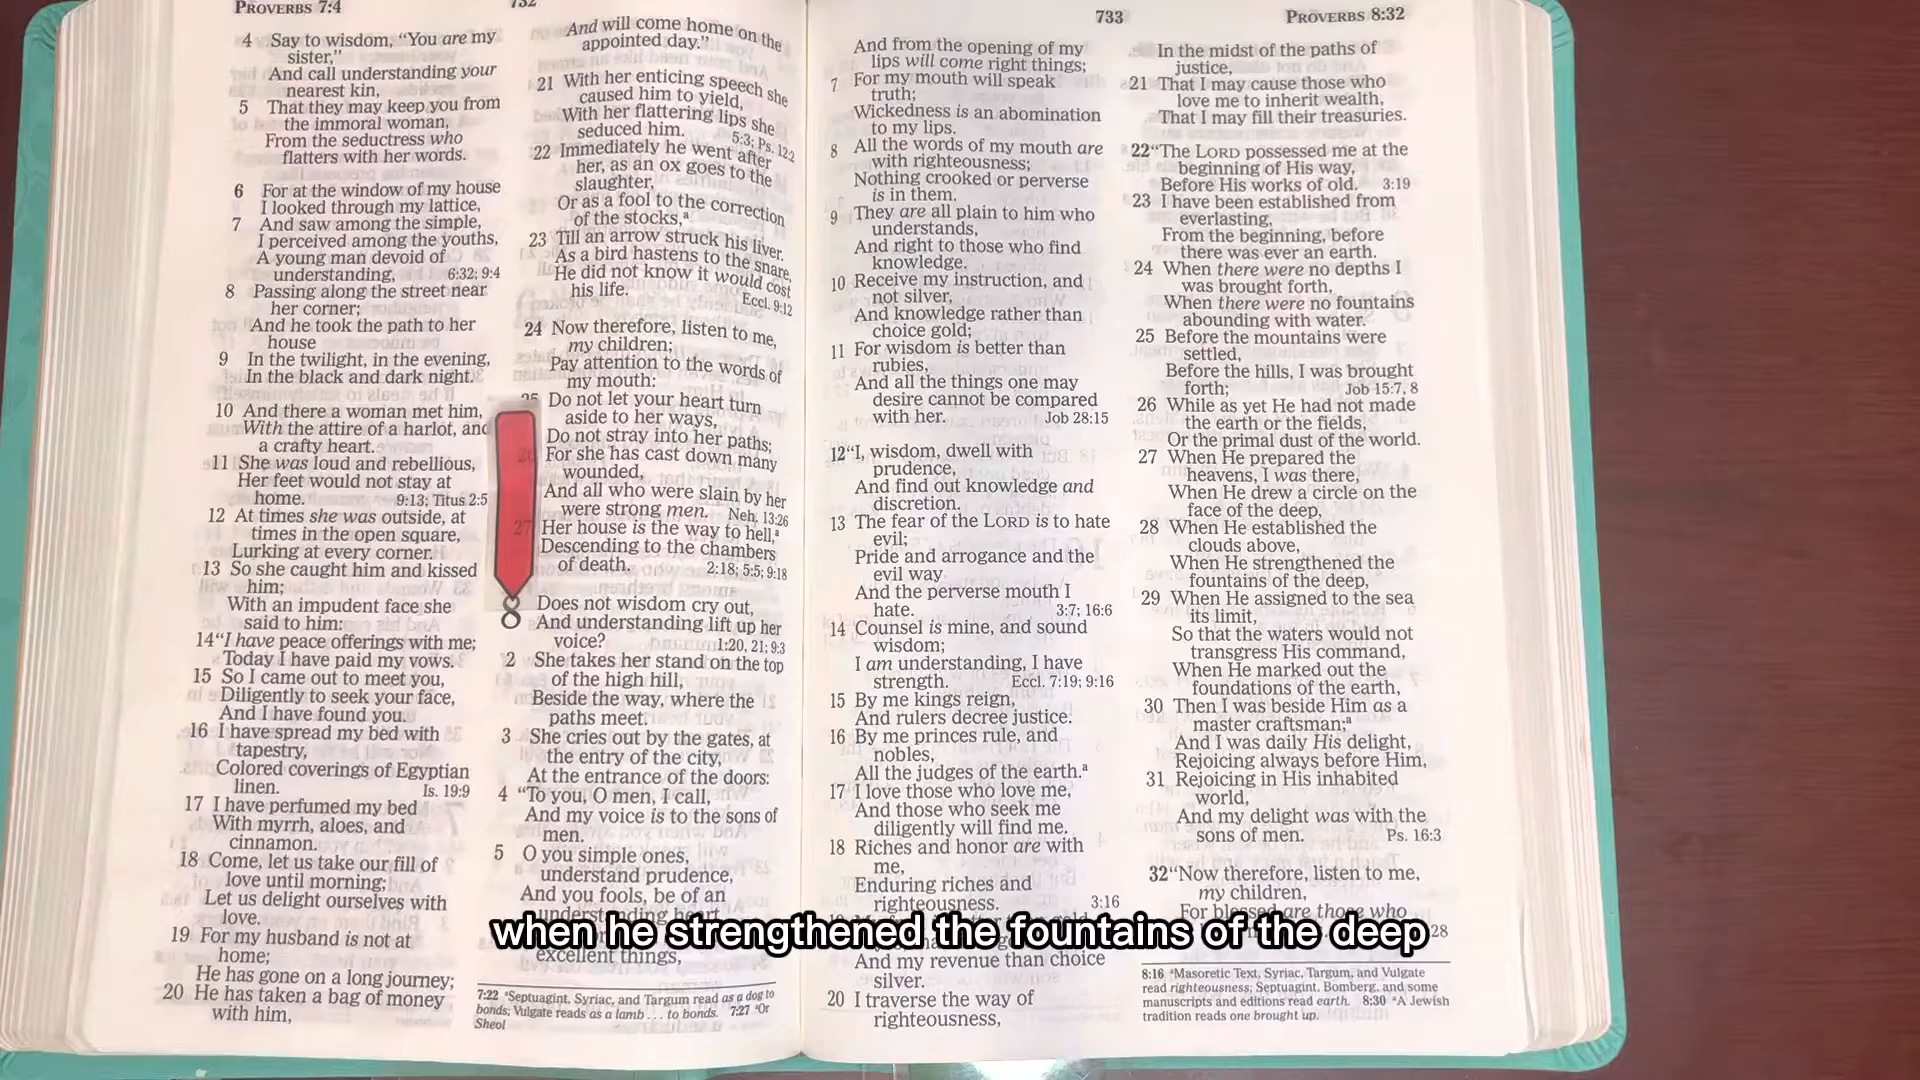 PROVERBS 7:4
732
4 Say to wisdom, “You are my
sister,”
And call understanding your
nearest kin,
5 That they may keep you from
the immoral woman,
From the seductress who
flatters with her words.
6 For at the window of my house
I looked through my lattice,
7 And saw among the simple,
I perceived among the youths,
A young man devoid of
understanding, 6:32; 9:4
8 Passing along the street near
her corner;
And he took the path to her
house
9 In the twilight, in the evening,
In the black and dark night.
10 And there a woman met him,
With the attire of a harlot, and
a crafty heart.
11 She was loud and rebellious,
Her feet would not stay at
home. 9:13; Titus 2:5
12 At times she was outside, at
times in the open square,
Lurking at every corner.
13 So she caught him and kissed
him;
With an impudent face she
said to him:
14 “I have peace offerings with me;
Today I have paid my vows.
15 So I came out to meet you,
Diligently to seek your face,
And I have found you.
16 I have spread my bed with
tapestry,
Colored coverings of Egyptian
linen. Is. 19:9
17 I have perfumed my bed
With myrrh, aloes, and
cinnamon.
18 Come, let us take our fill of
love until morning;
Let us delight ourselves with
love.
19 For my husband is not at
home;
He has gone on a long journey;
20 He has taken a bag of money
with him,
And will come home on the
appointed day.”
21 With her enticing speech she
caused him to yield,
With her flattering lips she
seduced him. 5:3; Ps. 12:2
22 Immediately he went after
her, as an ox goes to the
slaughter,
Or as a fool to the correction
of the stocks,a
23 Till an arrow struck his liver.
As a bird hastens to the snare,
He did not know it would cost
his life. Eccl. 9:12
24 Now therefore, listen to me,
my children;
Pay attention to the words of
my mouth:
25 Do not let your heart turn
aside to her ways,
Do not stray into her paths;
26 For she has cast down many
wounded,
And all who were slain by her
were strong men. Neh. 13:26
27 Her house is the way to hell,a
Descending to the chambers
of death. 2:18; 5:5; 9:18
8 Does not wisdom cry out,
And understanding lift up her
voice? 1:20, 21; 9:3
2 She takes her stand on the top
of the high hill,
Beside the way, where the
paths meet.
3 She cries out by the gates, at
the entry of the city,
At the entrance of the doors:
4 “To you, O men, I call,
And my voice is to the sons of
men.
5 O you simple ones,
understand prudence,
And you fools, be of an
understanding heart.
excellent things,
7:22 aSeptuagint, Syriac, and Targum read as a dog to
bonds; Vulgate reads as a lamb . . . to bonds. 7:27 aOr
Sheol
733
PROVERBS 8:32
And from the opening of my
lips will come right things;
7 For my mouth will speak
truth;
Wickedness is an abomination
to my lips.
8 All the words of my mouth are
with righteousness;
Nothing crooked or perverse
is in them.
9 They are all plain to him who
understands,
And right to those who find
knowledge.
10 Receive my instruction, and
not silver,
And knowledge rather than
choice gold;
11 For wisdom is better than
rubies,
And all the things one may
desire cannot be compared
with her. Job 28:15
12 “I, wisdom, dwell with
prudence,
And find out knowledge and
discretion.
13 The fear of the LORD is to hate
evil;
Pride and arrogance and the
evil way
And the perverse mouth I
hate. 3:7; 16:6
14 Counsel is mine, and sound
wisdom;
I am understanding, I have
strength. Eccl. 7:19; 9:16
15 By me kings reign,
And rulers decree justice.
16 By me princes rule, and
nobles,
All the judges of the earth.a
17 I love those who love me,
And those who seek me
diligently will find me.
18 Riches and honor are with
me,
Enduring riches and
righteousness. 3:16
And my revenue than choice
silver.
20 I traverse the way of
righteousness,
In the midst of the paths of
justice,
21 That I may cause those who
love me to inherit wealth,
That I may fill their treasuries.
22 “The LORD possessed me at the
beginning of His way,
Before His works of old. 3:19
23 I have been established from
everlasting,
From the beginning, before
there was ever an earth.
24 When there were no depths I
was brought forth,
When there were no fountains
abounding with water.
25 Before the mountains were
settled,
Before the hills, I was brought
forth; Job 15:7, 8
26 While as yet He had not made
the earth or the fields,
Or the primal dust of the world.
27 When He prepared the
heavens, I was there,
When He drew a circle on the
face of the deep,
28 When He established the
clouds above,
When He strengthened the
fountains of the deep,
29 When He assigned to the sea
its limit,
So that the waters would not
transgress His command,
When He marked out the
foundations of the earth,
30 Then I was beside Him as a
master craftsman;a
And I was daily His delight,
Rejoicing always before Him,
31 Rejoicing in His inhabited
world,
And my delight was with the
sons of men. Ps. 16:3
32 “Now therefore, listen to me,
my children,
For blessed are those who
28
8:16 aMasoretic Text, Syriac, Targum, and Vulgate
read righteousness; Septuagint, Bomberg, and some
manuscripts and editions read earth. 8:30 aA Jewish
tradition reads one brought up.
when he strengthened the fountains of the deep